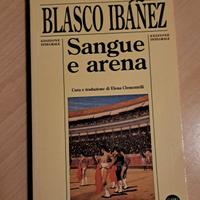 BLASCO IBÁÑEZ
EDIZIONE INTEGRALE
Sangue
EDIZIONE INTEGRALE
e arena
Cura e traduzione di Elena Clementelli